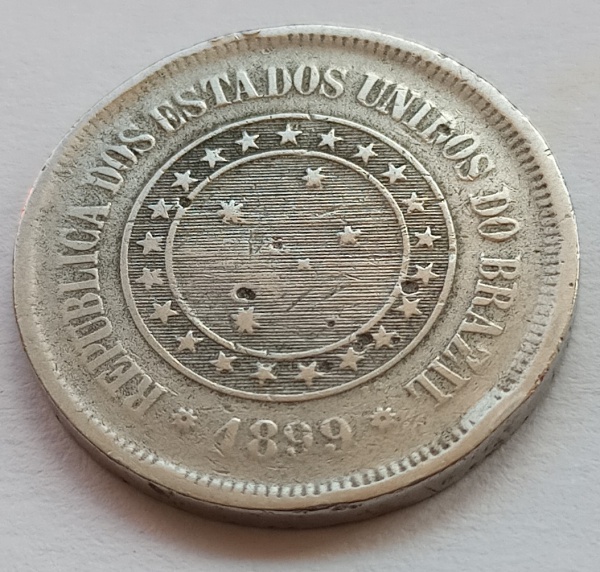 REPUBLICA DOS ESTADOS UNIDOS DO BRAZIL
1899